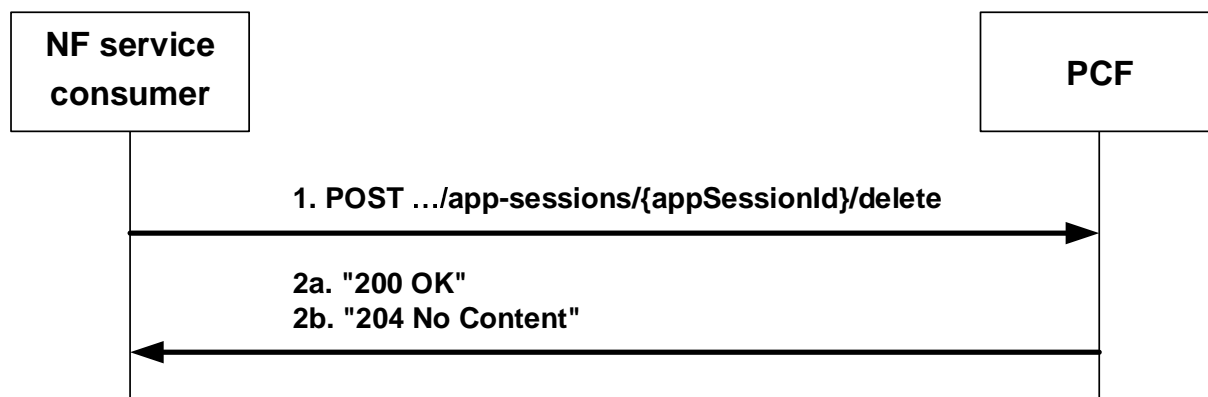 NF service
consumer
PCF
1. POST …/app-sessions/{appSessionId}/delete
2a. "200 OK"
2b. "204 No Content"